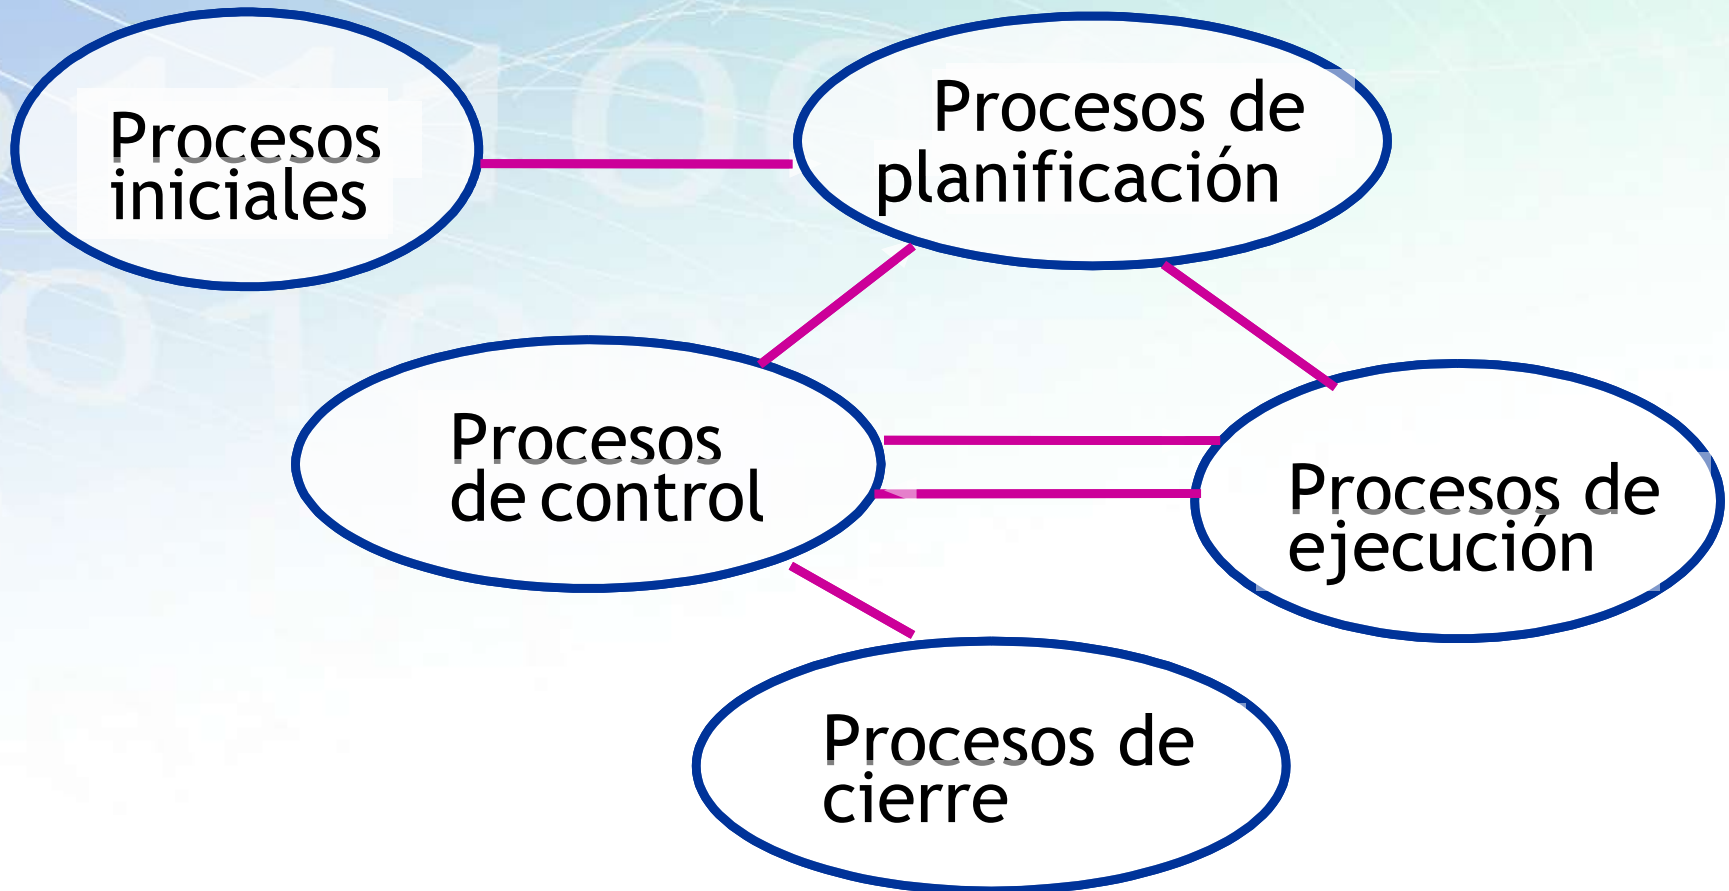 Procesos
iniciales
Procesos de
planificación
Procesos
de control
Procesos de
ejecución
Procesos de
cierre